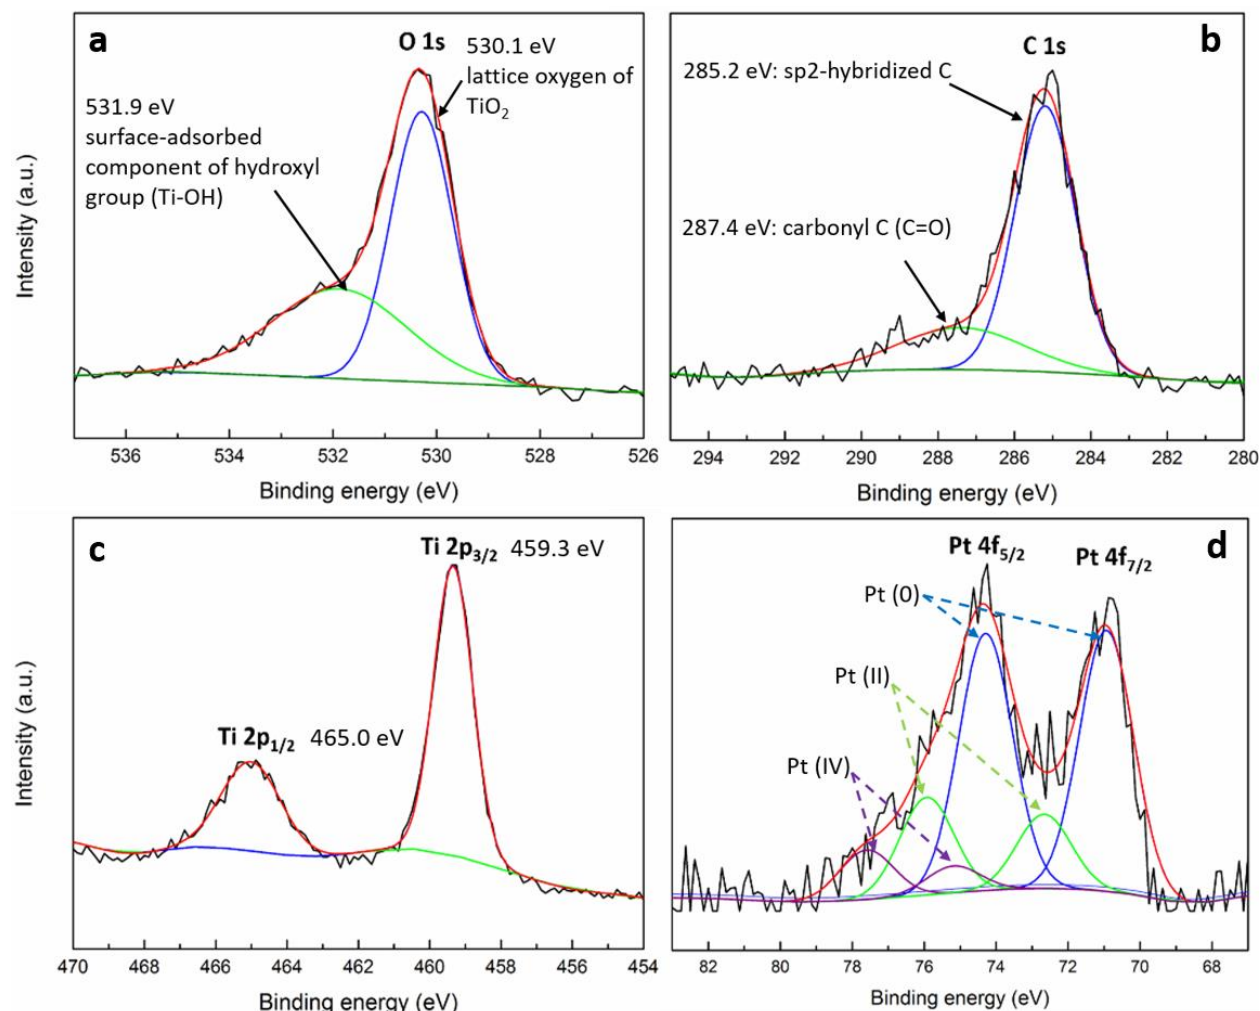 a
O 1s
530.1 eV
lattice oxygen of
TiO2
531.9 eV
surface-adsorbed
component of hydroxyl
group (Ti-OH)
Intensity (a.u.)
536 534 532 530 528 526
Binding energy (eV)
b
C 1s
285.2 eV: sp2-hybridized C
287.4 eV: carbonyl C (C=O)
294 292 290 288 286 284 282 280
Binding energy (eV)
c
Ti 2p3/2 459.3 eV
Ti 2p1/2 465.0 eV
Intensity (a.u.)
470 468 466 464 462 460 458 456 454
Binding energy (eV)
d
Pt 4f5/2
Pt 4f7/2
Pt (0)
Pt (II)
Pt (IV)
82 80 78 76 74 72 70 68
Binding energy (eV)